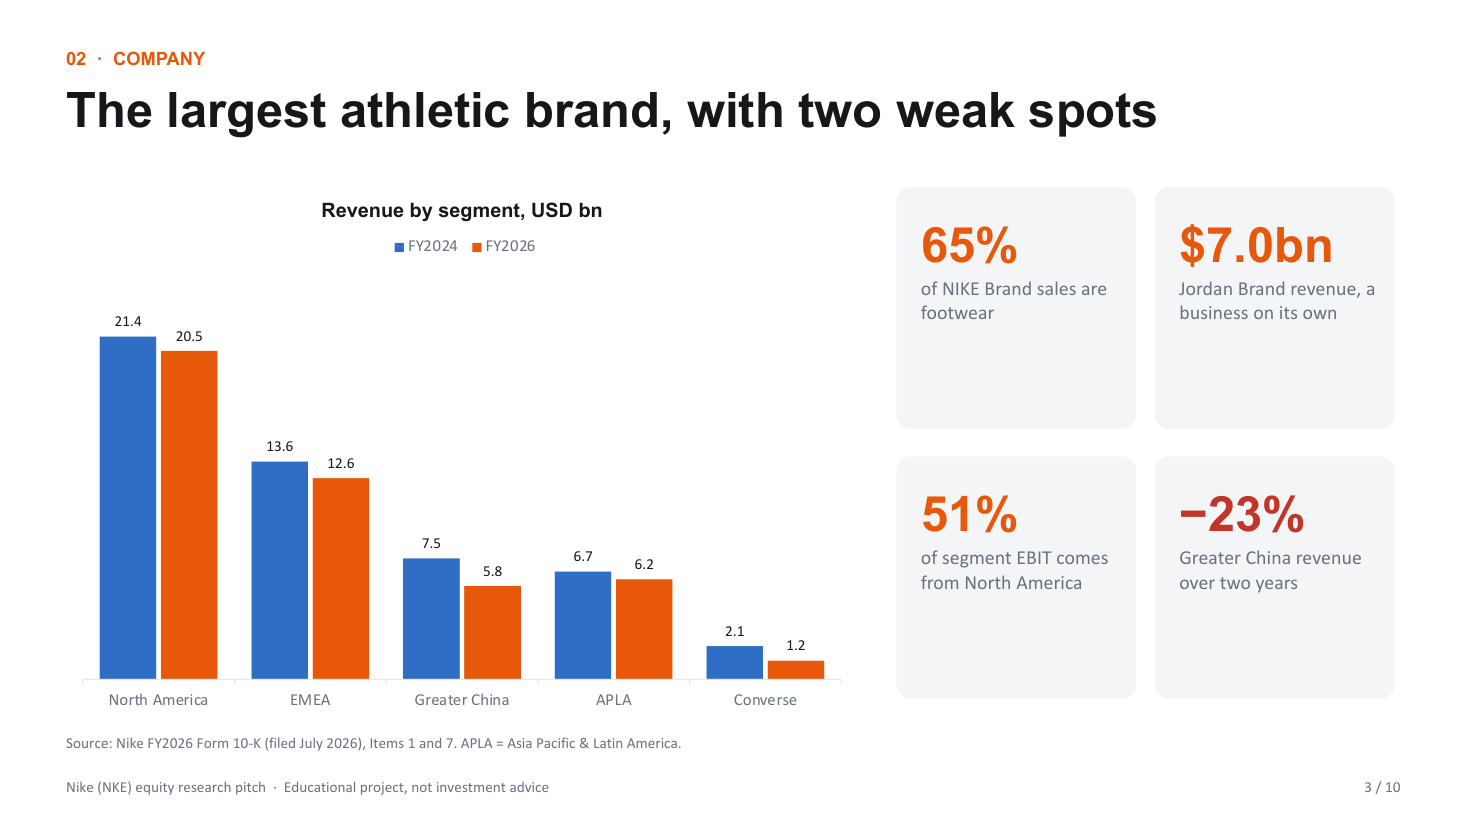 02 · COMPANY
The largest athletic brand, with two weak spots
Revenue by segment, USD bn
FY2024 FY2026
21.4
20.5
13.6
12.6
7.5
5.8
6.7
6.2
2.1
1.2
North America
EMEA
Greater China
APLA
Converse
65%
of NIKE Brand sales are
footwear
$7.0bn
Jordan Brand revenue, a
business on its own
51%
of segment EBIT comes
from North America
−23%
Greater China revenue
over two years
Source: Nike FY2026 Form 10-K (filed July 2026), Items 1 and 7. APLA = Asia Pacific & Latin America.
Nike (NKE) equity research pitch · Educational project, not investment advice
3 / 10